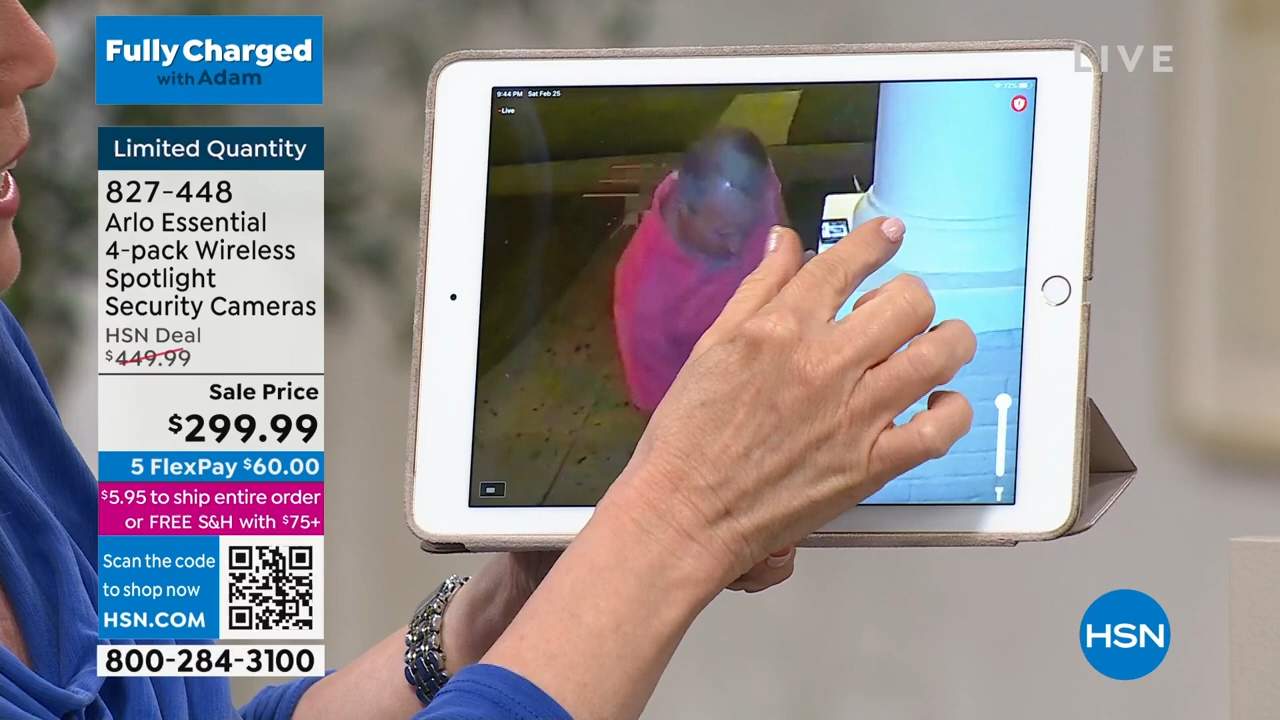 Fully Charged
with Adam
Limited Quantity
827-448
Arlo Essential
4-pack Wireless
Spotlight
Security Cameras
HSN Deal
$449.99
Sale Price
$299.99
5 FlexPay $60.00
$5.95 to ship entire order
or FREE S&H with $75+
Scan the code
to shop now
HSN.COM
800-284-3100
9:44 PM Sat Feb 25
72%
Live
LIVE
HSN